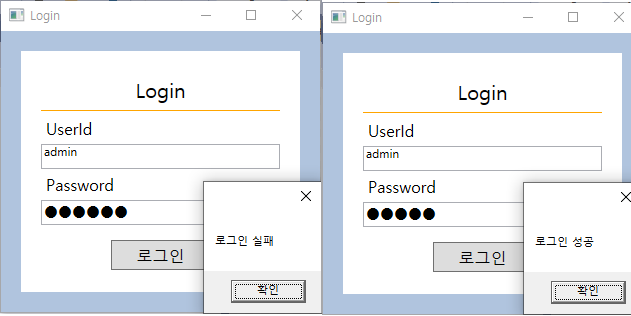 Login
Login
UserId
admin
Password
●●●●●●
로그인
로그인 실패
확인
Login
Login
UserId
admin
Password
●●●●●
로그인
로그인 성공
확인